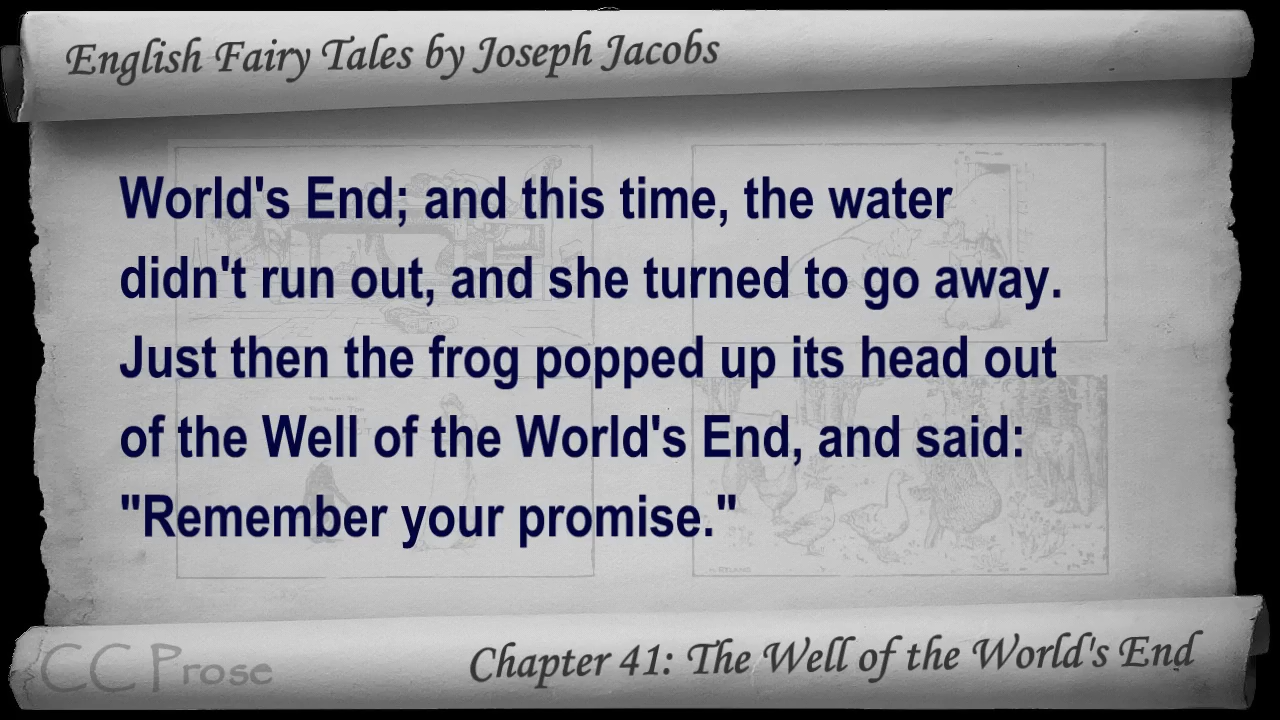 English Fairy Tales by Joseph Jacobs
World's End; and this time, the water
didn't run out, and she turned to go away.
Just then the frog popped up its head out
of the Well of the World's End, and said:
"Remember your promise."
CC Prose
Chapter 41: The Well of the World's End